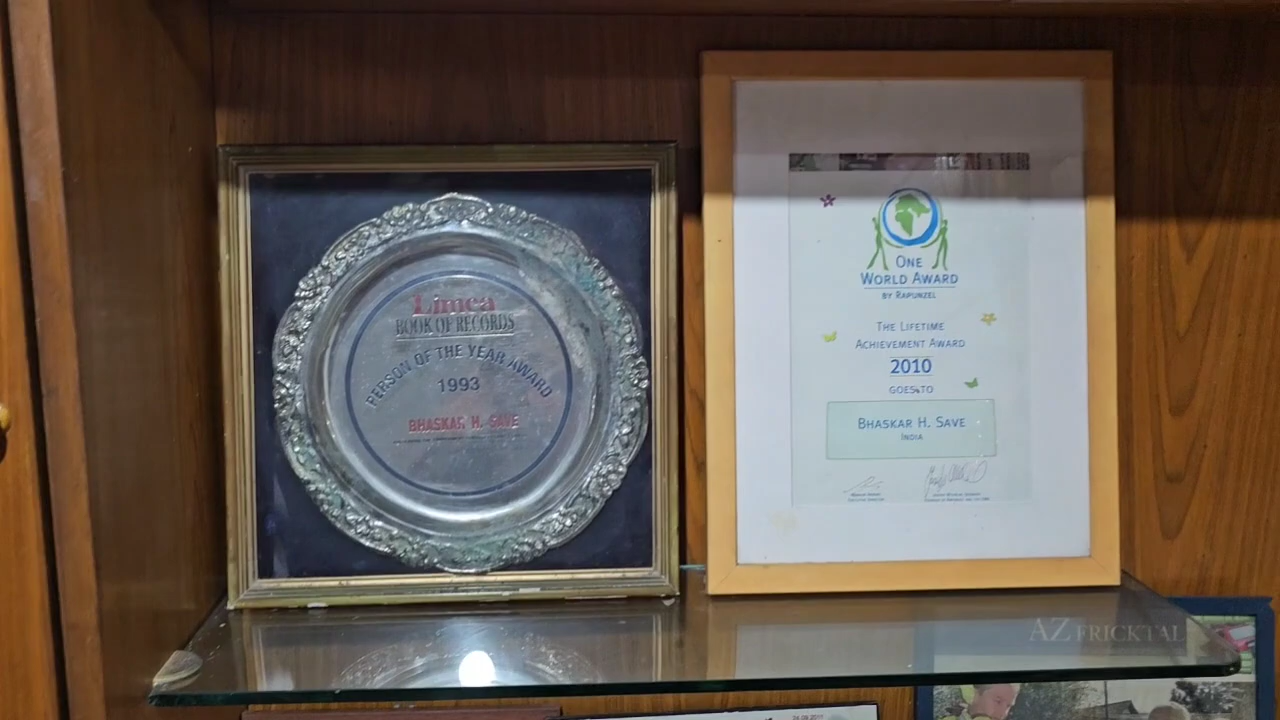 Limca
BOOK OF RECORDS
PERSON OF THE YEAR AWARD
1993
BHASKAR H. SAVE
ONE
WORLD AWARD
BY RAPUNZEL
THE LIFETIME
ACHIEVEMENT AWARD
2010
GOES TO
BHASKAR H. SAVE
INDIA
AZ FRICKTAL